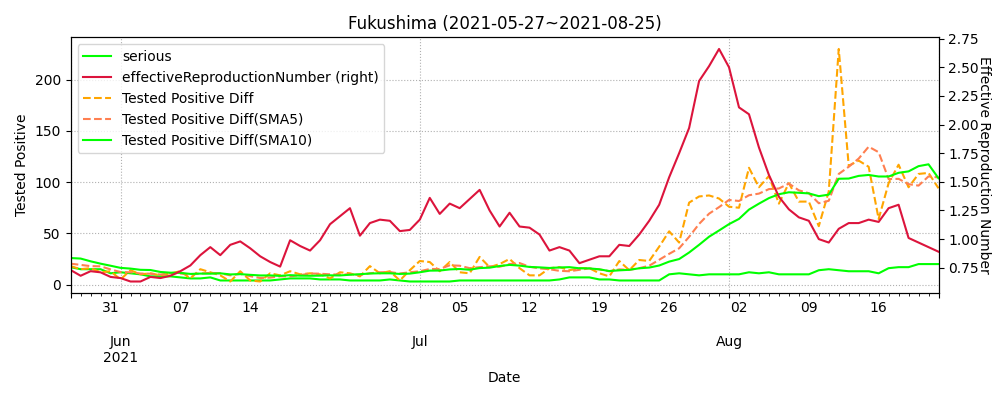 Fukushima (2021-05-27~2021-08-25)
serious
effectiveReproductionNumber (right)
Tested Positive Diff
Tested Positive Diff(SMA5)
Tested Positive Diff(SMA10)
Tested Positive
200
150
100
50
0
2.75
2.50
2.25
2.00
1.75
1.50
1.25
1.00
0.75
Effective Reproduction Number
31 07 14 21 28 05 12 19 26 02 09 16
Jun Jul Aug
2021
Date